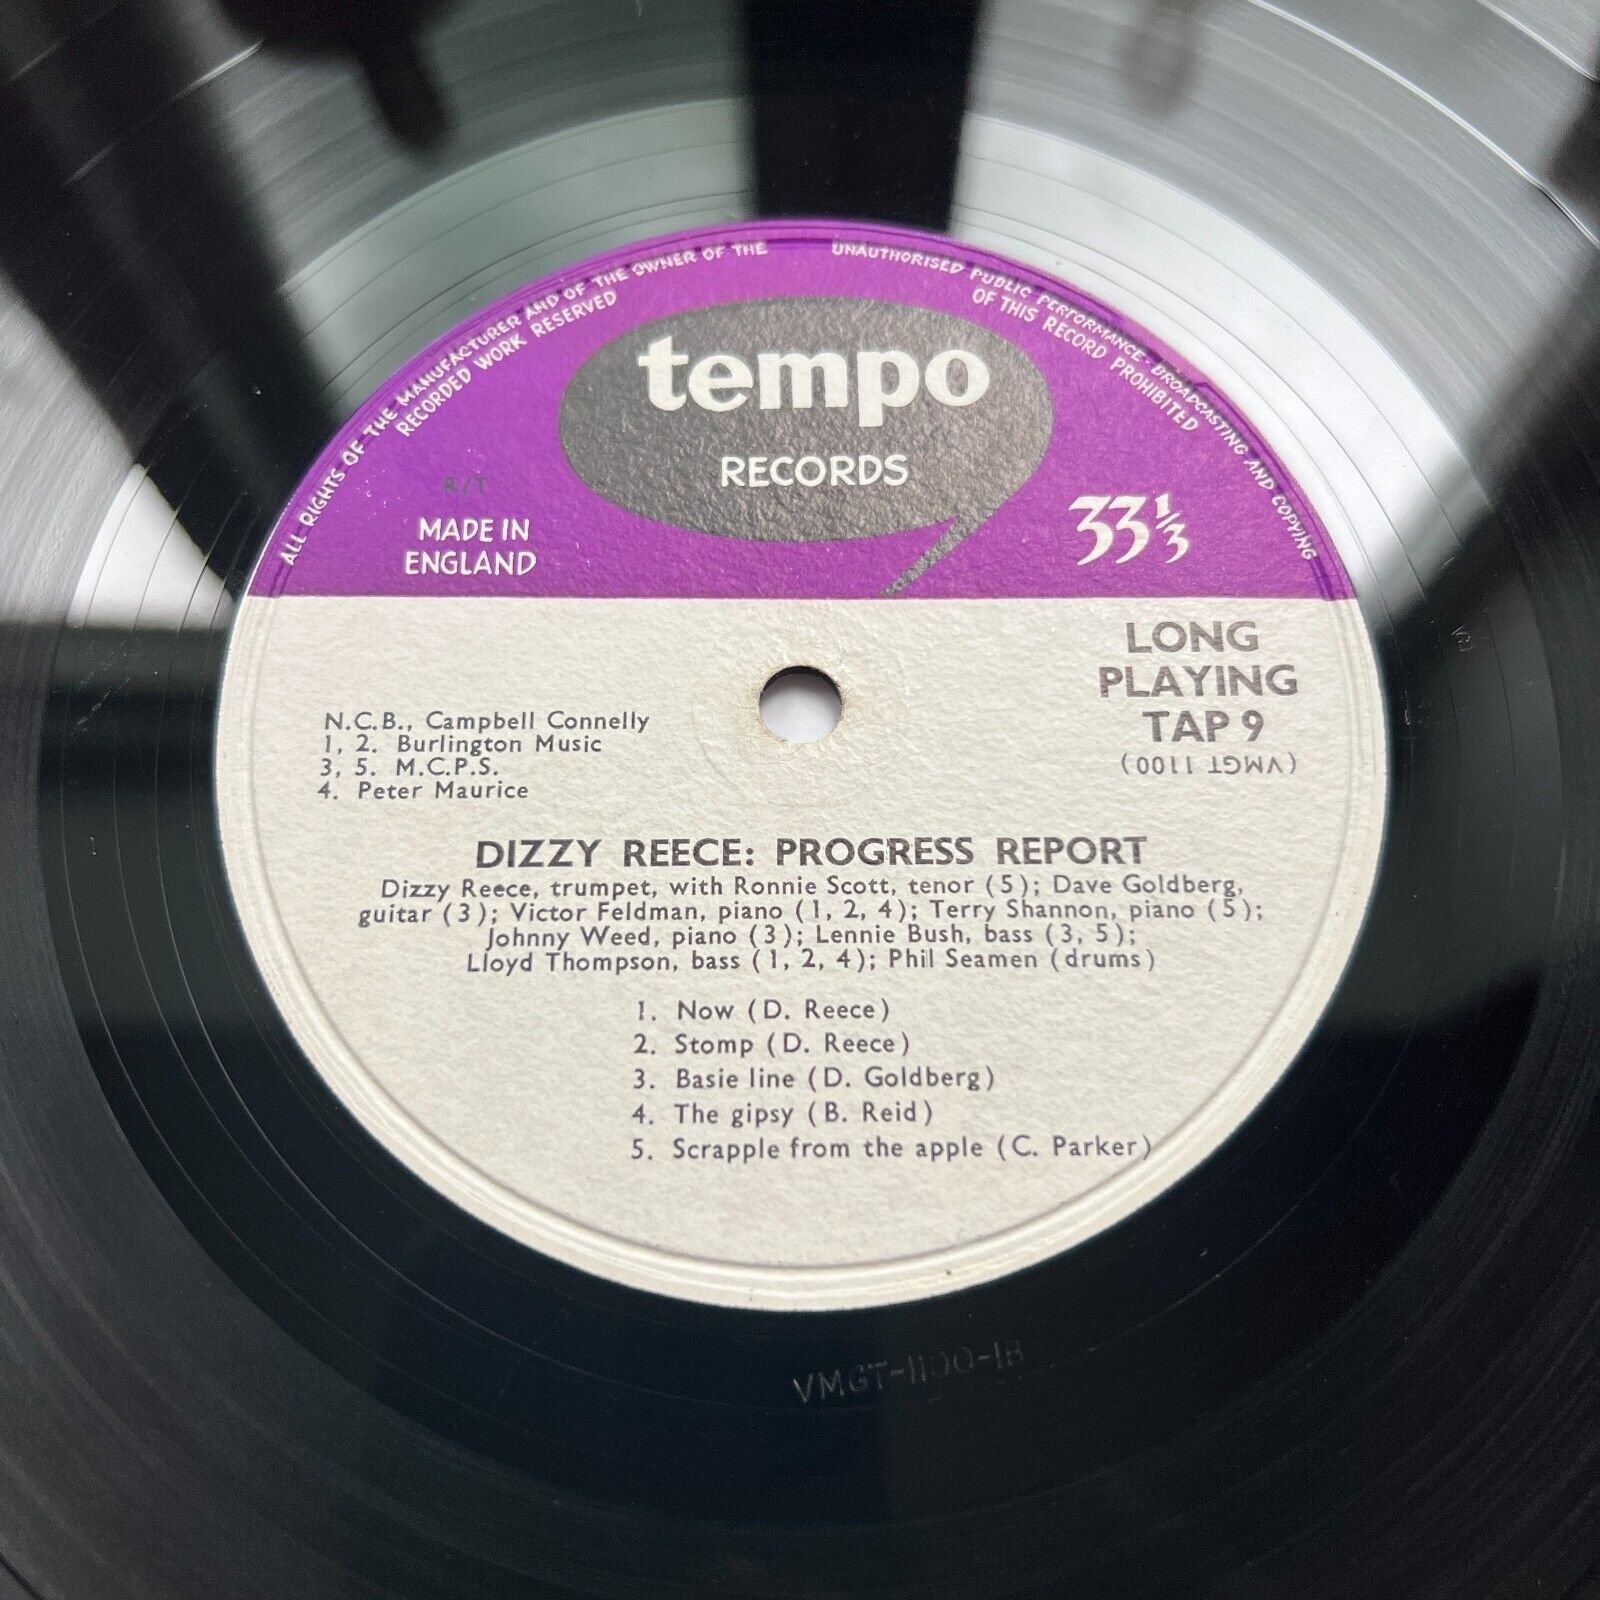 ALL RIGHTS OF THE MANUFACTURER AND OF THE OWNER OF THE
RECORDED WORK RESERVED
UNAUTHORISED PUBLIC PERFORMANCE · BROADCASTING AND COPYING
OF THIS RECORD PROHIBITED
tempo
RECORDS
R/T
MADE IN
ENGLAND
33⅓
LONG
PLAYING
TAP 9
(VMGT 1100)
N.C.B., Campbell Connelly
1, 2. Burlington Music
3, 5. M.C.P.S.
4. Peter Maurice
DIZZY REECE: PROGRESS REPORT
Dizzy Reece, trumpet, with Ronnie Scott, tenor (5); Dave Goldberg,
guitar (3); Victor Feldman, piano (1, 2, 4); Terry Shannon, piano (5);
Johnny Weed, piano (3); Lennie Bush, bass (3, 5);
Lloyd Thompson, bass (1, 2, 4); Phil Seamen (drums)
1. Now (D. Reece)
2. Stomp (D. Reece)
3. Basie line (D. Goldberg)
4. The gipsy (B. Reid)
5. Scrapple from the apple (C. Parker)
VMGT-1100-1B